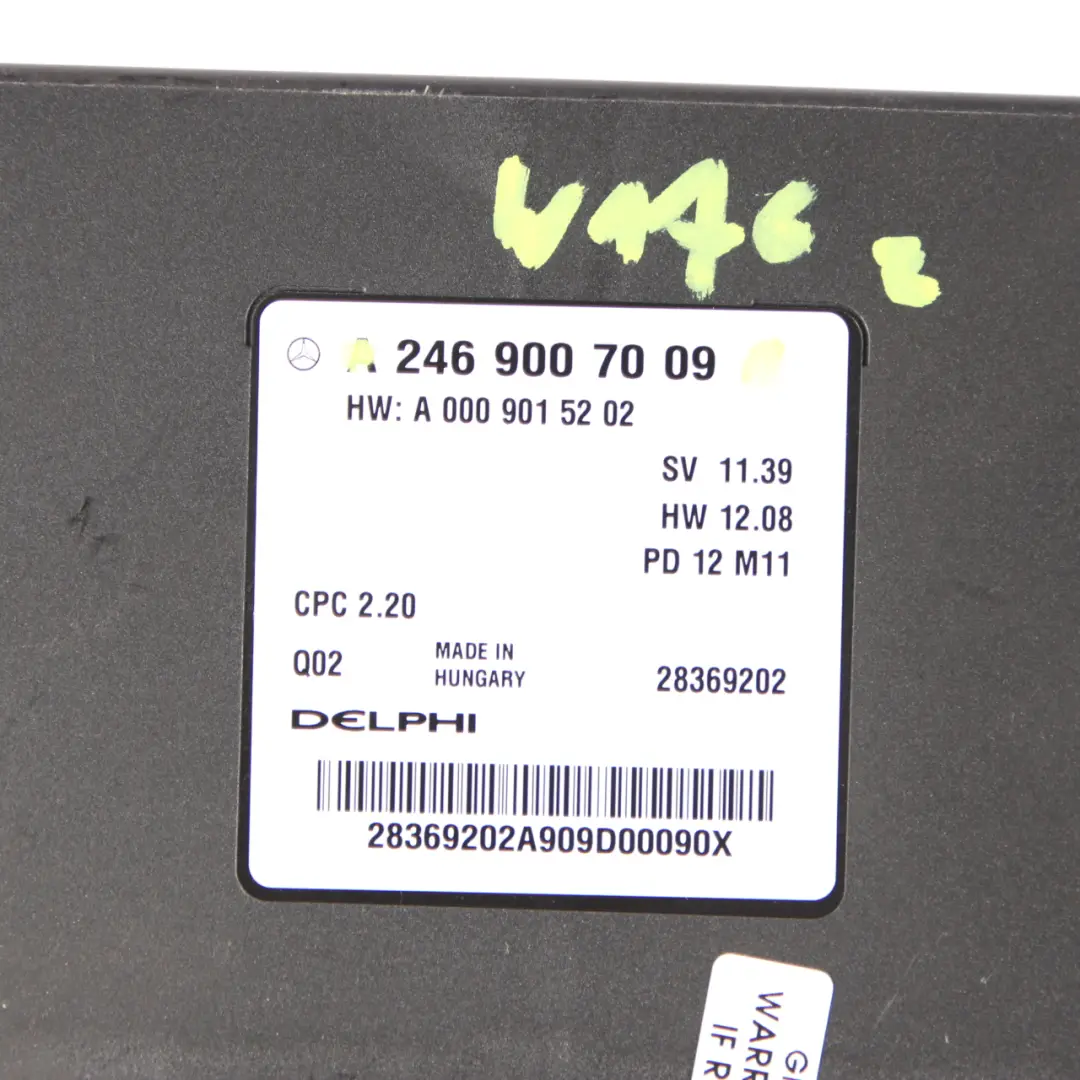 A 246 900 70 09
HW: A 000 901 52 02
SV 11.39
HW 12.08
PD 12 M11
CPC 2.20
Q02
MADE IN
HUNGARY
28369202
DELPHI
28369202A909D00090X